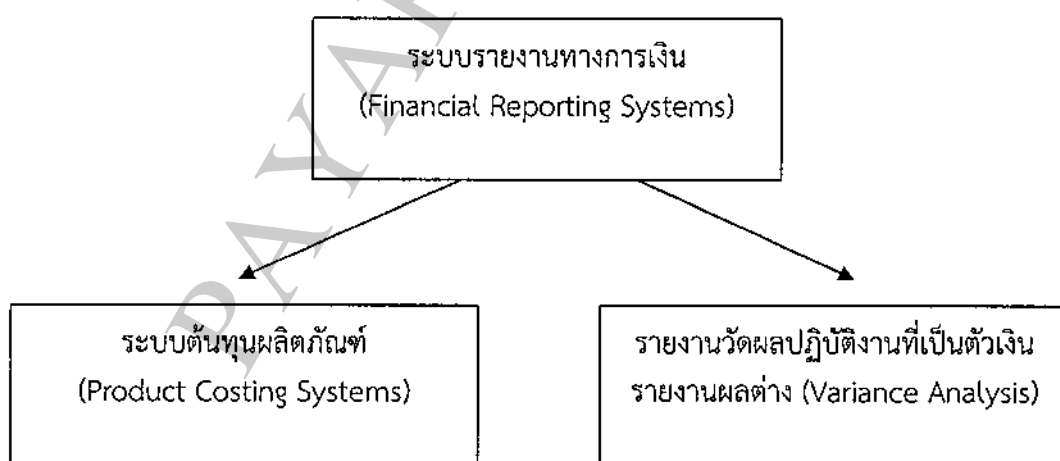 ระบบรายงานทางการเงิน
(Financial Reporting Systems)
ระบบต้นทุนผลิตภัณฑ์
(Product Costing Systems)
รายงานวัดผลปฏิบัติงานที่เป็นตัวเงิน
รายงานผลต่าง (Variance Analysis)